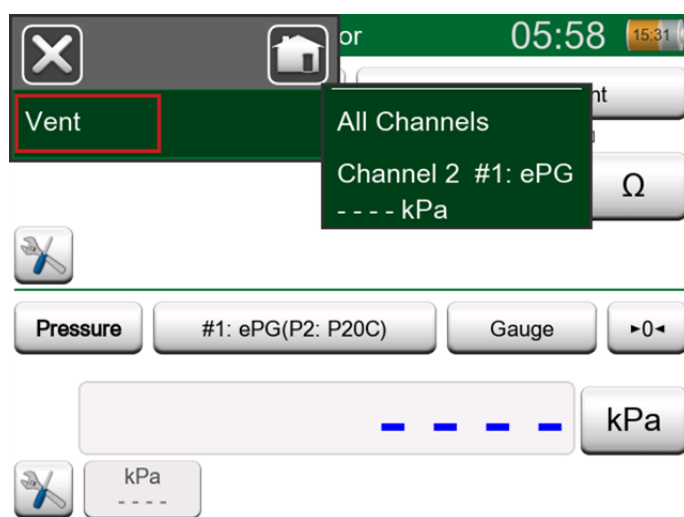 or 05:58 15:31
nt
Vent
All Channels
Channel 2 #1: ePG
- - - - kPa
Ω
Pressure #1: ePG(P2: P20C) Gauge ►0◄
- - - - kPa
kPa
- - - -